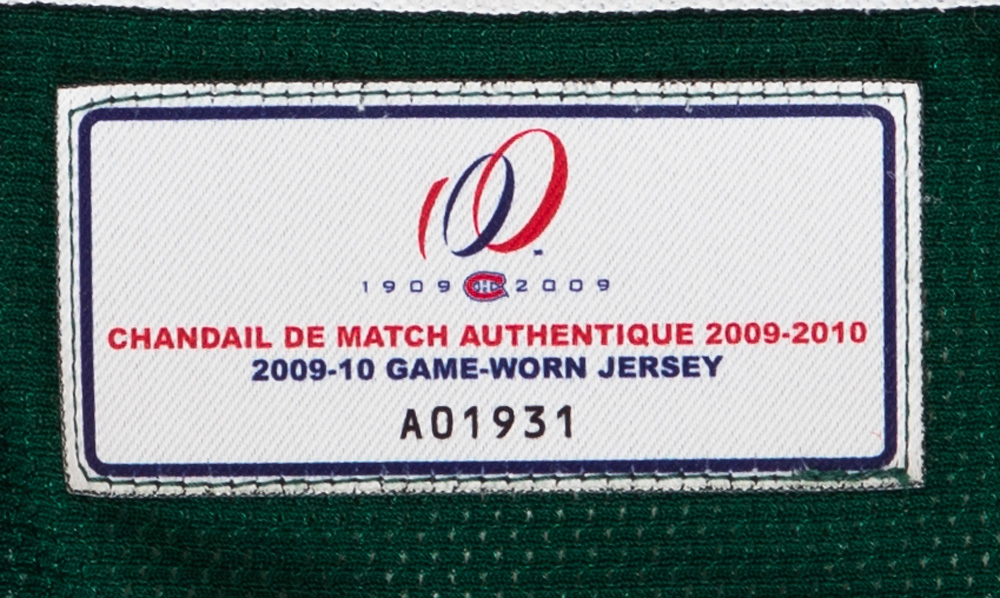 100
1909 CH 2009
CHANDAIL DE MATCH AUTHENTIQUE 2009-2010
2009-10 GAME-WORN JERSEY
A01931